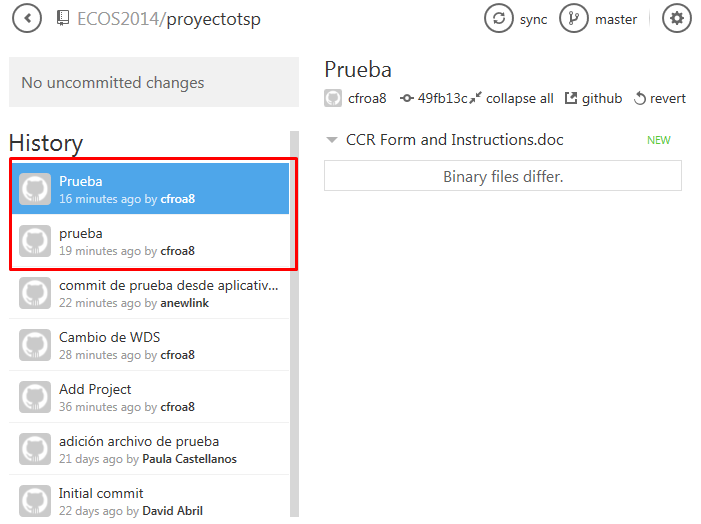 ECOS2014/proyectotsp
sync
master
No uncommitted changes
History
Prueba
16 minutes ago by cfroa8
prueba
19 minutes ago by cfroa8
commit de prueba desde aplicativ...
22 minutes ago by anewlink
Cambio de WDS
28 minutes ago by cfroa8
Add Project
36 minutes ago by cfroa8
adición archivo de prueba
21 days ago by Paula Castellanos
Initial commit
22 days ago by David Abril
Prueba
cfroa8 49fb13c collapse all github revert
CCR Form and Instructions.doc NEW
Binary files differ.